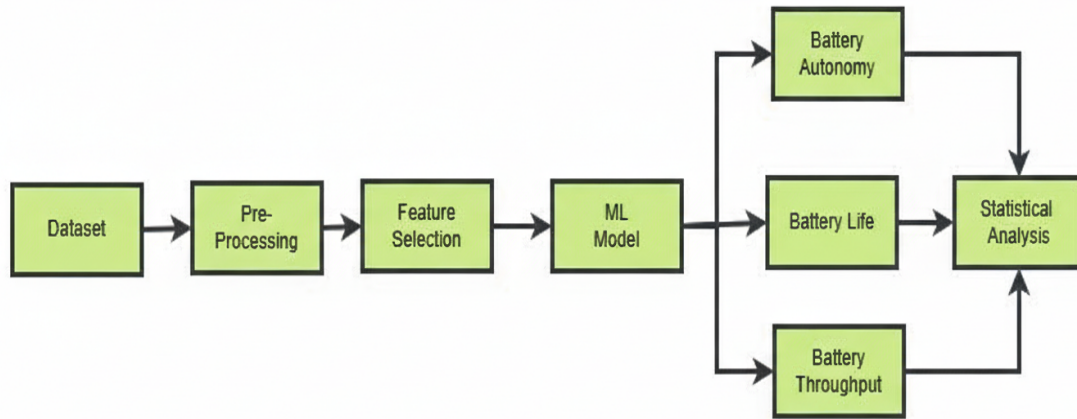 Dataset
Pre-
Processing
Feature
Selection
ML
Model
Battery
Autonomy
Battery Life
Battery
Throughput
Statistical
Analysis